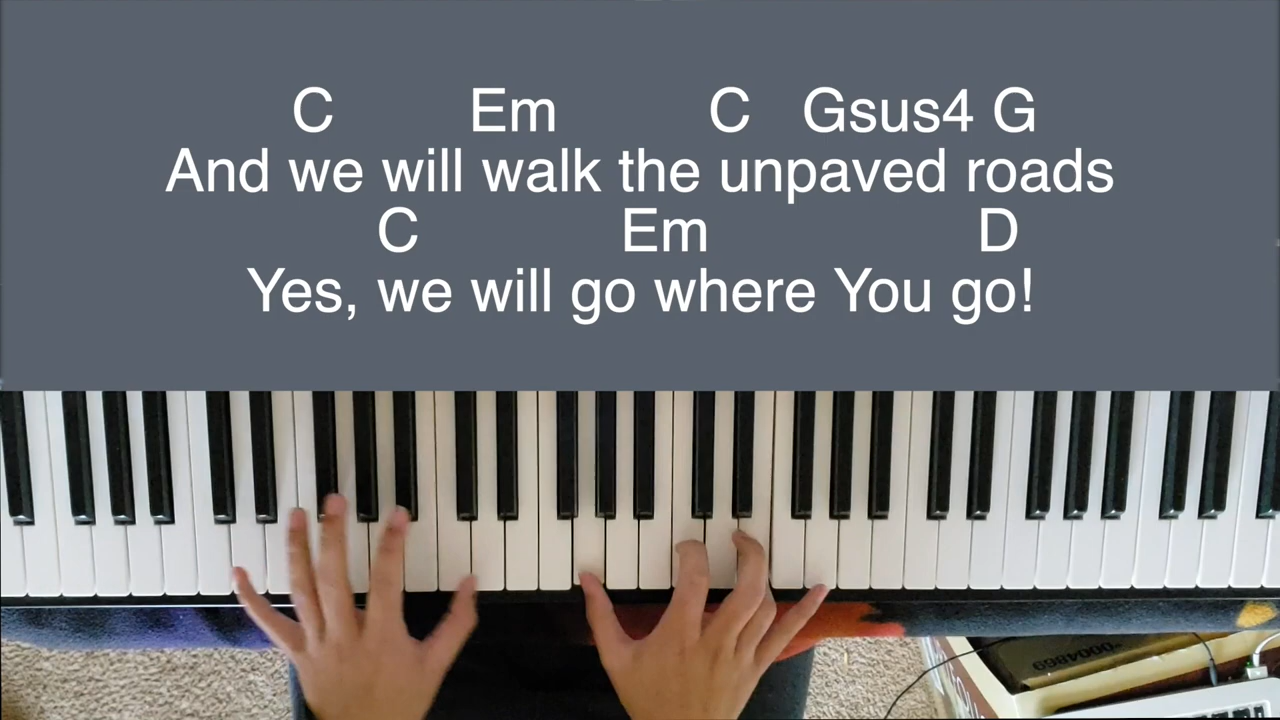 C Em C Gsus4 G
And we will walk the unpaved roads
C Em D
Yes, we will go where You go!